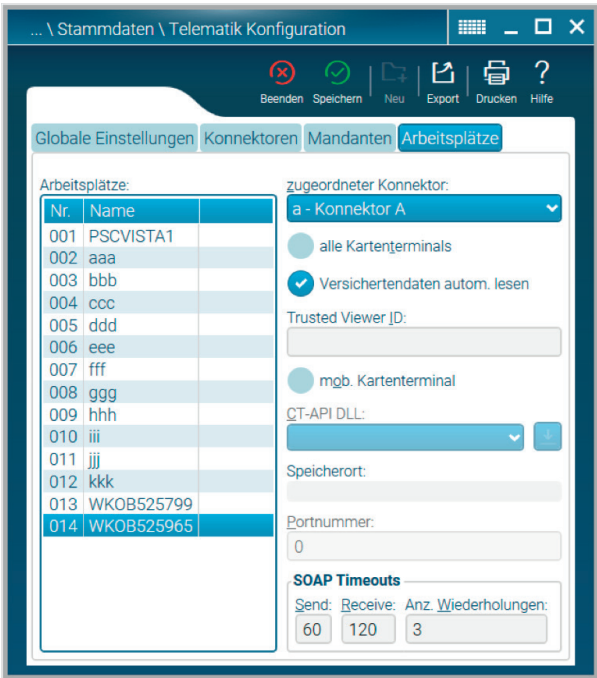 ... \ Stammdaten \ Telematik Konfiguration
Beenden Speichern Neu Export Drucken Hilfe
Globale Einstellungen Konnektoren Mandanten Arbeitsplätze
Arbeitsplätze:
Nr. Name
001 PSCVISTA1
002 aaa
003 bbb
004 ccc
005 ddd
006 eee
007 fff
008 ggg
009 hhh
010 iii
011 jjj
012 kkk
013 WKOB525799
014 WKOB525965
zugeordneter Konnektor:
a - Konnektor A
alle Kartenterminals
Versichertendaten autom. lesen
Trusted Viewer ID:
mob. Kartenterminal
CT-API DLL:
Speicherort:
Portnummer:
0
SOAP Timeouts
Send: Receive: Anz. Wiederholungen:
60 120 3